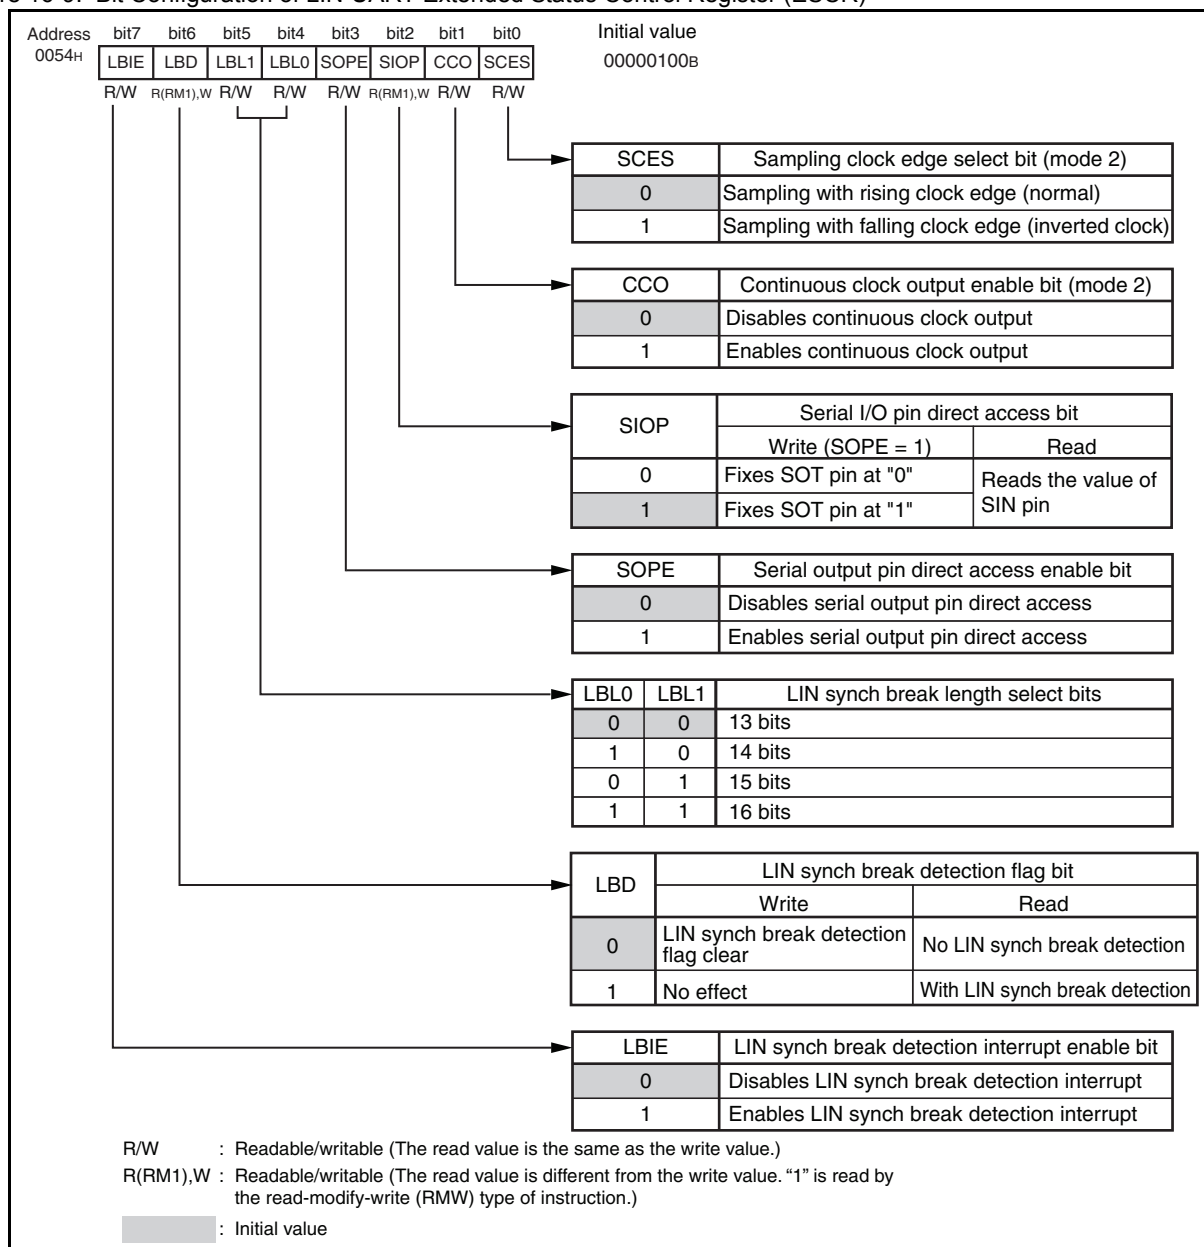 Address bit7 bit6 bit5 bit4 bit3 bit2 bit1 bit0 Initial value
0054H LBIE LBD LBL1 LBL0 SOPE SIOP CCO SCES 00000100B
R/W R(RM1),W R/W R/W R/W R(RM1),W R/W R/W
SCES Sampling clock edge select bit (mode 2)
0 Sampling with rising clock edge (normal)
1 Sampling with falling clock edge (inverted clock)
CCO Continuous clock output enable bit (mode 2)
0 Disables continuous clock output
1 Enables continuous clock output
SIOP Serial I/O pin direct access bit
Write (SOPE = 1) Read
0 Fixes SOT pin at "0" Reads the value of
1 Fixes SOT pin at "1" SIN pin
SOPE Serial output pin direct access enable bit
0 Disables serial output pin direct access
1 Enables serial output pin direct access
LBL0 LBL1 LIN synch break length select bits
0 0 13 bits
1 0 14 bits
0 1 15 bits
1 1 16 bits
LBD LIN synch break detection flag bit
Write Read
0 LIN synch break detection flag clear No LIN synch break detection
1 No effect With LIN synch break detection
LBIE LIN synch break detection interrupt enable bit
0 Disables LIN synch break detection interrupt
1 Enables LIN synch break detection interrupt
R/W : Readable/writable (The read value is the same as the write value.)
R(RM1),W : Readable/writable (The read value is different from the write value. “1” is read by
the read-modify-write (RMW) type of instruction.)
: Initial value